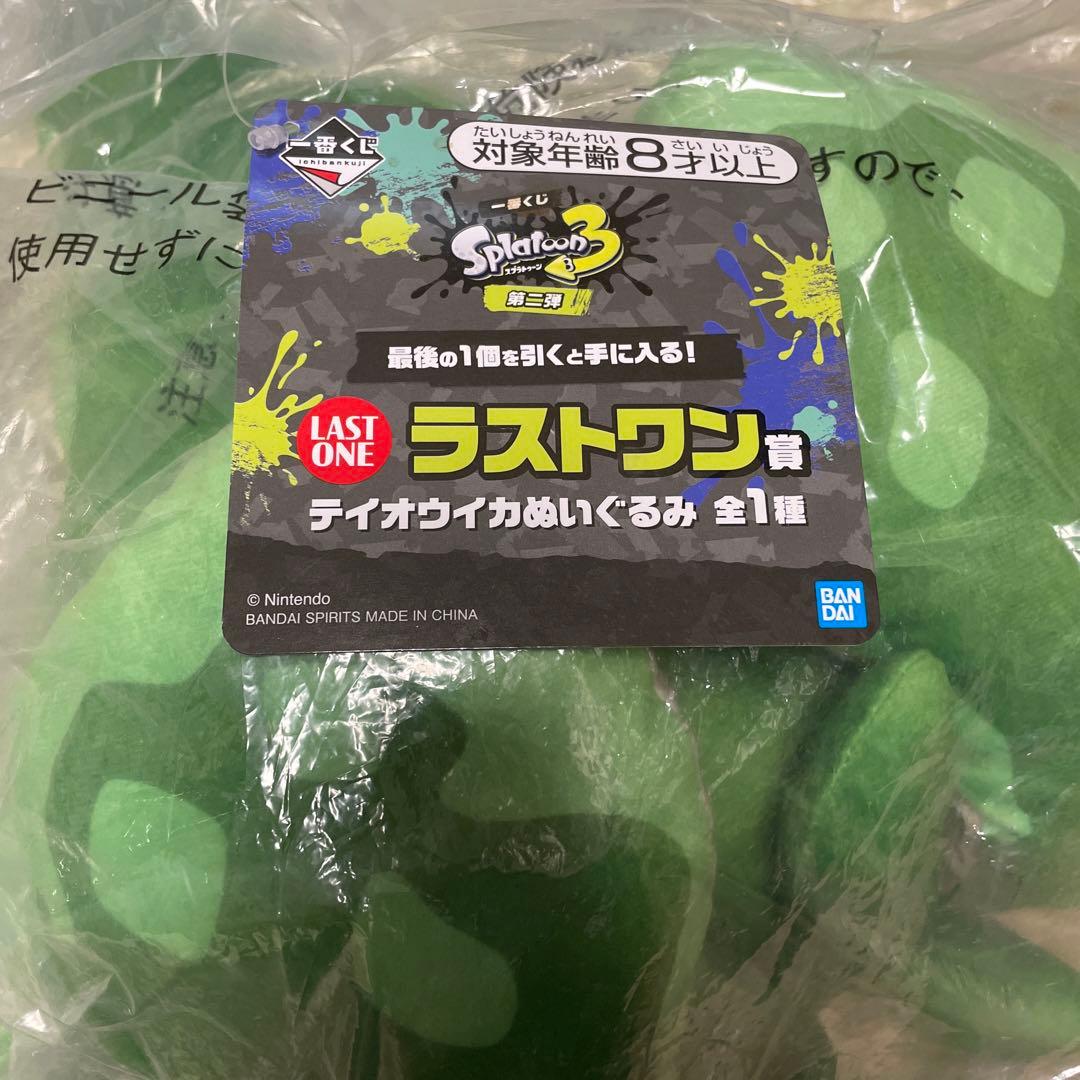 一番くじ
ichibankuji
たいしょうねんれい さいいじょう
対象年齢8才以上
一番くじ
Splatoon3
スプラトゥーン3
第二弾
最後の1個を引くと手に入る!
LAST
ONE
ラストワン賞
テイオウイカぬいぐるみ 全1種
© Nintendo
BANDAI SPIRITS MADE IN CHINA
BAN
DAI
すので、
ビニール
使用せずに
注意